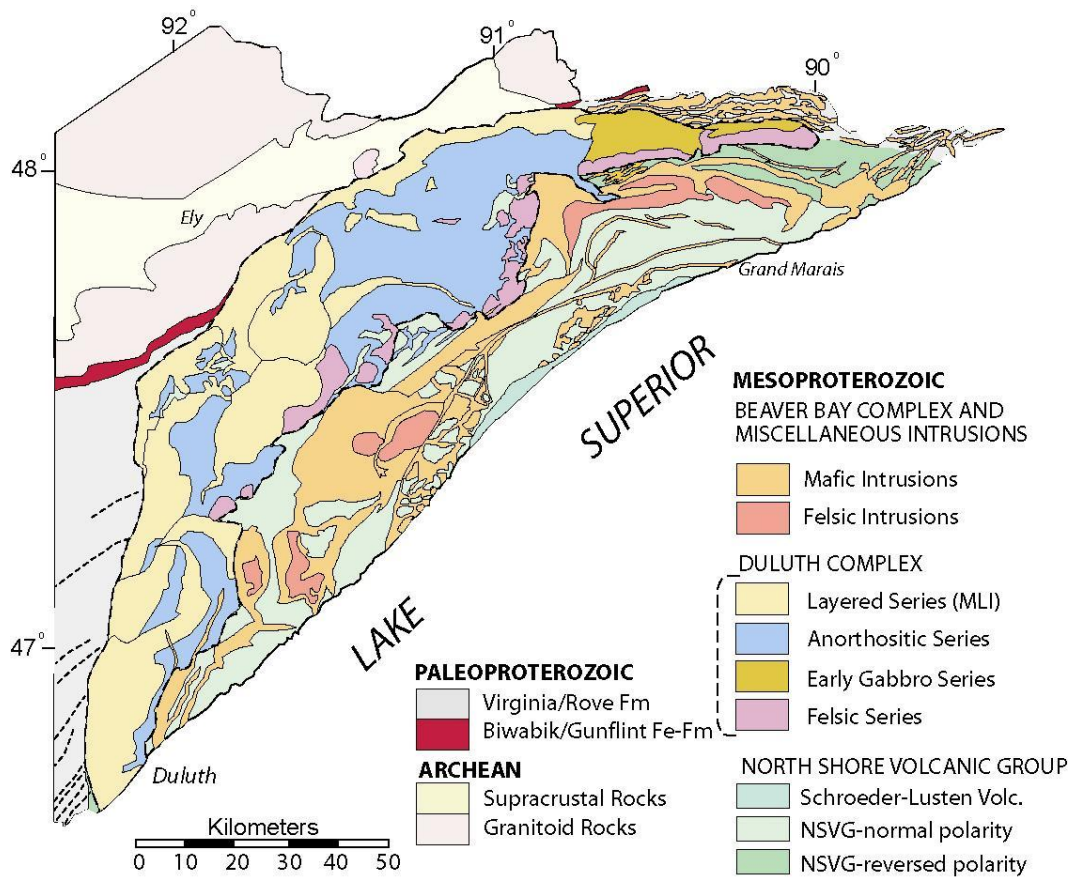 92°
91°
90°
48°
Ely
Grand Marais
47°
LAKE
SUPERIOR
Duluth
Kilometers
0 10 20 30 40 50
PALEOPROTEROZOIC
Virginia/Rove Fm
Biwabik/Gunflint Fe-Fm
ARCHEAN
Supracrustal Rocks
Granitoid Rocks
MESOPROTEROZOIC
BEAVER BAY COMPLEX AND
MISCELLANEOUS INTRUSIONS
Mafic Intrusions
Felsic Intrusions
DULUTH COMPLEX
Layered Series (MLI)
Anorthositic Series
Early Gabbro Series
Felsic Series
NORTH SHORE VOLCANIC GROUP
Schroeder-Lusten Volc.
NSVG-normal polarity
NSVG-reversed polarity